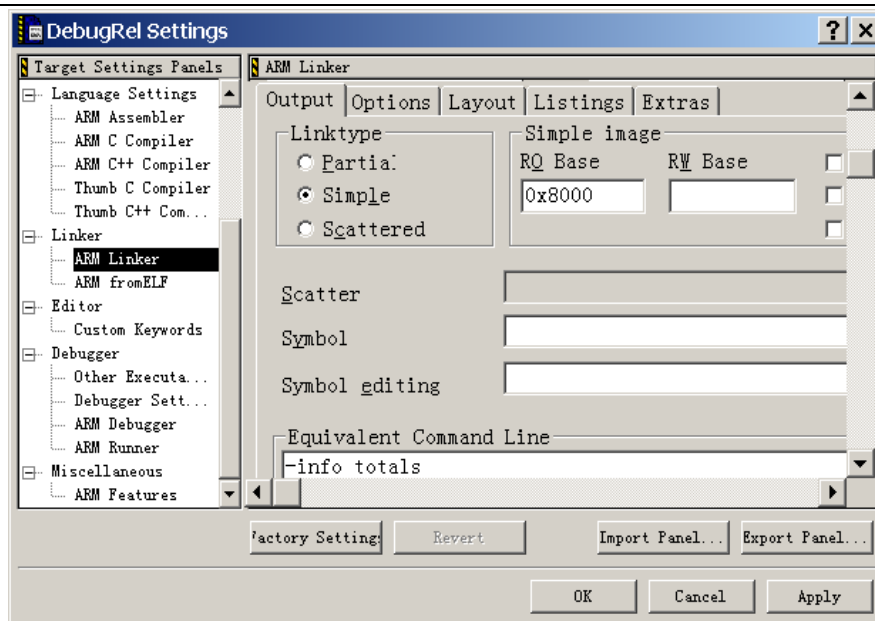 DebugRel Settings
Target Settings Panels
Language Settings
ARM Assembler
ARM C Compiler
ARM C++ Compiler
Thumb C Compiler
Thumb C++ Com...
Linker
ARM Linker
ARM fromELF
Editor
Custom Keywords
Debugger
Other Executa...
Debugger Sett...
ARM Debugger
ARM Runner
Miscellaneous
ARM Features
ARM Linker
Output Options Layout Listings Extras
Linktype
Partial
Simple
Scattered
Simple image
RO Base RW Base
0x8000
Scatter
Symbol
Symbol editing
Equivalent Command Line
-info totals
Factory Setting Revert Import Panel... Export Panel...
OK Cancel Apply